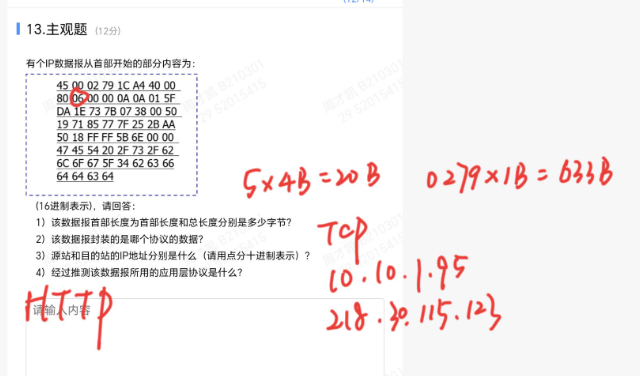 13.主观题 (12分)
有个IP数据报从首部开始的部分内容为:
45 00 02 79 1C A4 40 00
80 06 00 00 0A 0A 01 5F
DA 1E 73 7B 07 38 00 50
19 71 85 77 7F 25 2B AA
50 18 FF FF 5B 6E 00 00
47 45 54 20 2F 73 2F 62
6C 6F 67 5F 34 62 63 66
64 64 63 64
5×4B=20B
0279×1B=633B
(16进制表示)，请回答:
1）该数据报首部长度为首部长度和总长度分别是多少字节?
2）该数据报封装的是哪个协议的数据?
TCP
3）源站和目的站的IP地址分别是什么（请用点分十进制表示）?
10.10.1.95
4）经过推测该数据报所用的应用层协议是什么?
218.30.115.123
HTTP
请输入内容